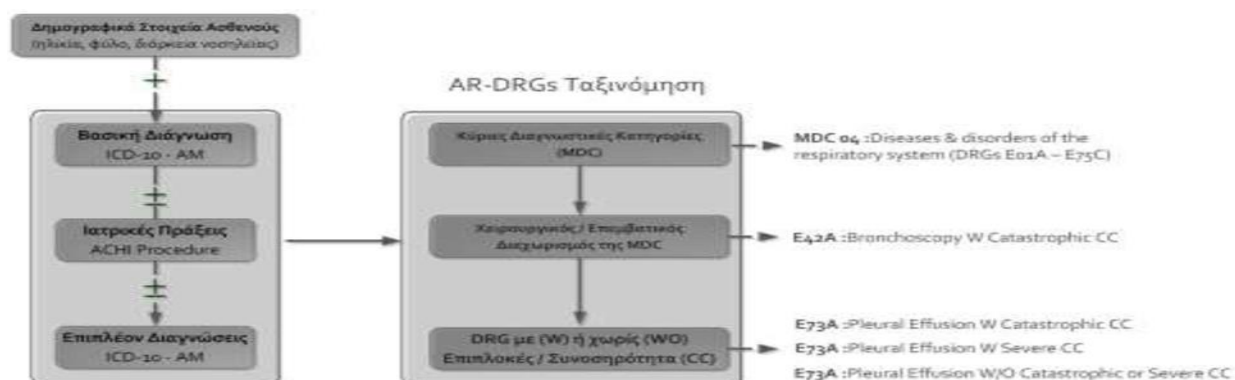 Δημογραφικά Στοιχεία Ασθενούς
(ηλικία, φύλο, διάρκεια νοσηλείας)
+
Βασική Διάγνωση
ICD-10 - AM
±
Ιατρικές Πράξεις
ACHI Procedure
±
Επιπλέον Διαγνώσεις
ICD-10 - AM
AR-DRGs Ταξινόμηση
Κύριες Διαγνωστικές Κατηγορίες
(MDC)
Χειρουργικός / Επεμβατικός
Διαχωρισμός της MDC
DRG με (W) ή χωρίς (WO)
Επιπλοκές / Συνοσηρότητα (CC)
MDC 04 :Diseases & disorders of the
respiratory system (DRGs E01A – E75C)
E42A :Bronchoscopy W Catastrophic CC
E73A :Pleural Effusion W Catastrophic CC
E73A :Pleural Effusion W Severe CC
E73A :Pleural Effusion W/O Catastrophic or Severe CC